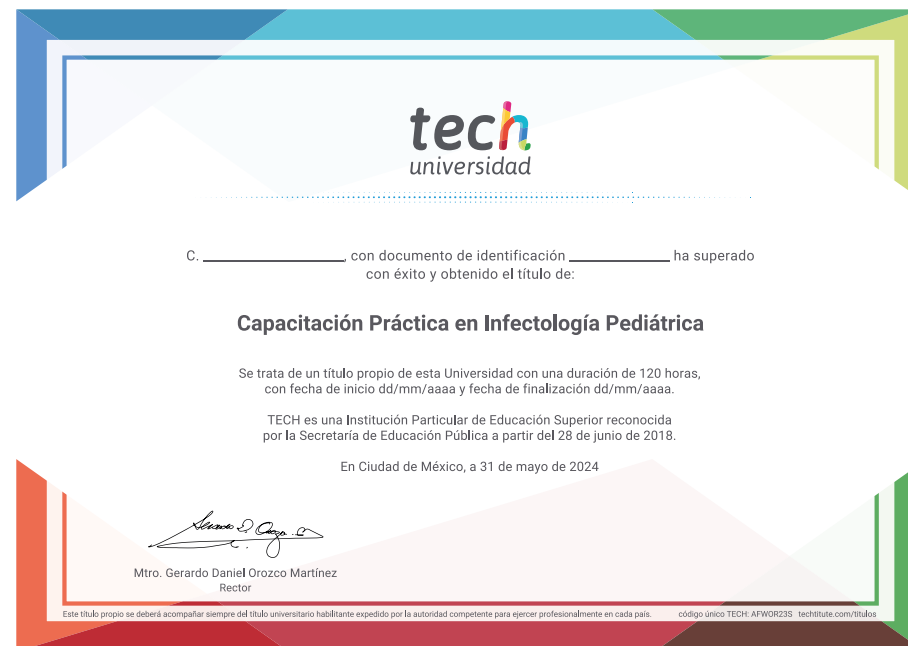 tech
universidad
C. ____________, con documento de identificación ____________ ha superado
con éxito y obtenido el título de:
Capacitación Práctica en Infectología Pediátrica
Se trata de un título propio de esta Universidad con una duración de 120 horas,
con fecha de inicio dd/mm/aaaa y fecha de finalización dd/mm/aaaa.
TECH es una Institución Particular de Educación Superior reconocida
por la Secretaría de Educación Pública a partir del 28 de junio de 2018.
En Ciudad de México, a 31 de mayo de 2024
Mtro. Gerardo Daniel Orozco Martínez
Rector
Este título propio se deberá acompañar siempre del título universitario habilitante expedido por la autoridad competente para ejercer profesionalmente en cada país. código único TECH: AFWOR23S techtitute.com/titulos